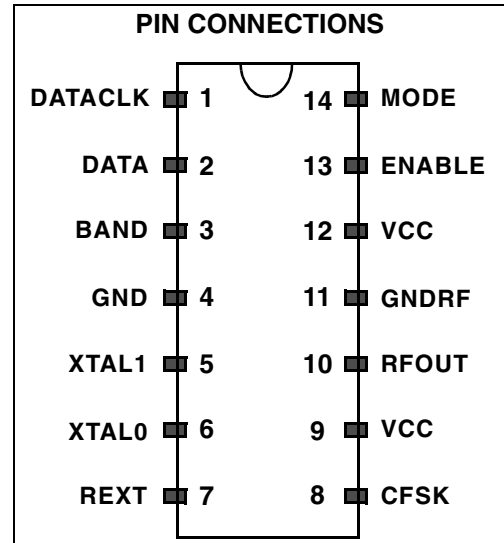 PIN CONNECTIONS
DATACLK 1 14 MODE
DATA 2 13 ENABLE
BAND 3 12 VCC
GND 4 11 GNDRF
XTAL1 5 10 RFOUT
XTAL0 6 9 VCC
REXT 7 8 CFSK